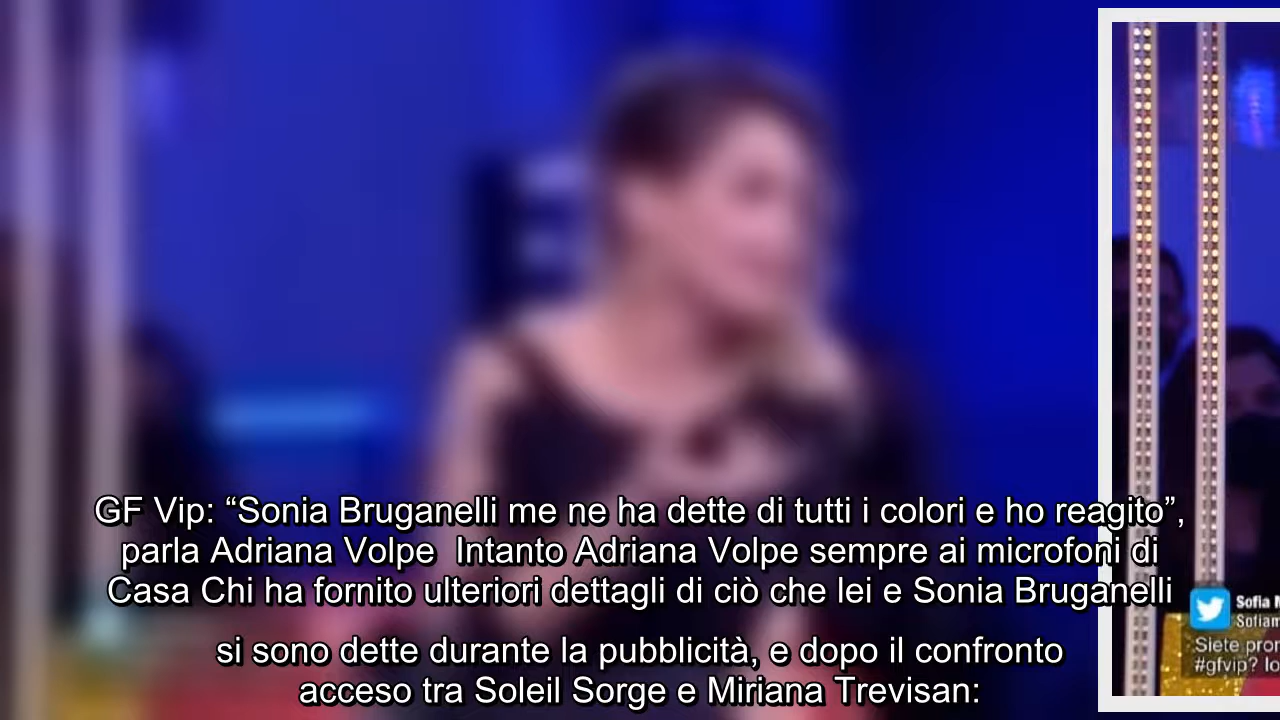 GF Vip: “Sonia Bruganelli me ne ha dette di tutti i colori e ho reagito”,
parla Adriana Volpe  Intanto Adriana Volpe sempre ai microfoni di
Casa Chi ha fornito ulteriori dettagli di ciò che lei e Sonia Bruganelli
si sono dette durante la pubblicità, e dopo il confronto
acceso tra Soleil Sorge e Miriana Trevisan:
Sofia
Siete
#gfvip?